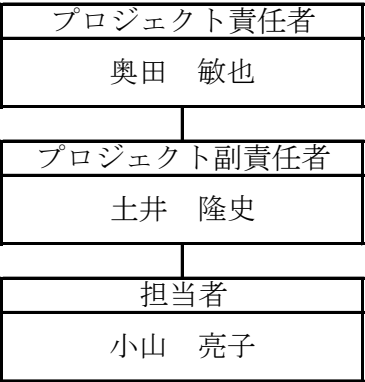 プロジェクト責任者
奥田　敏也
プロジェクト副責任者
土井　隆史
担当者
小山　亮子